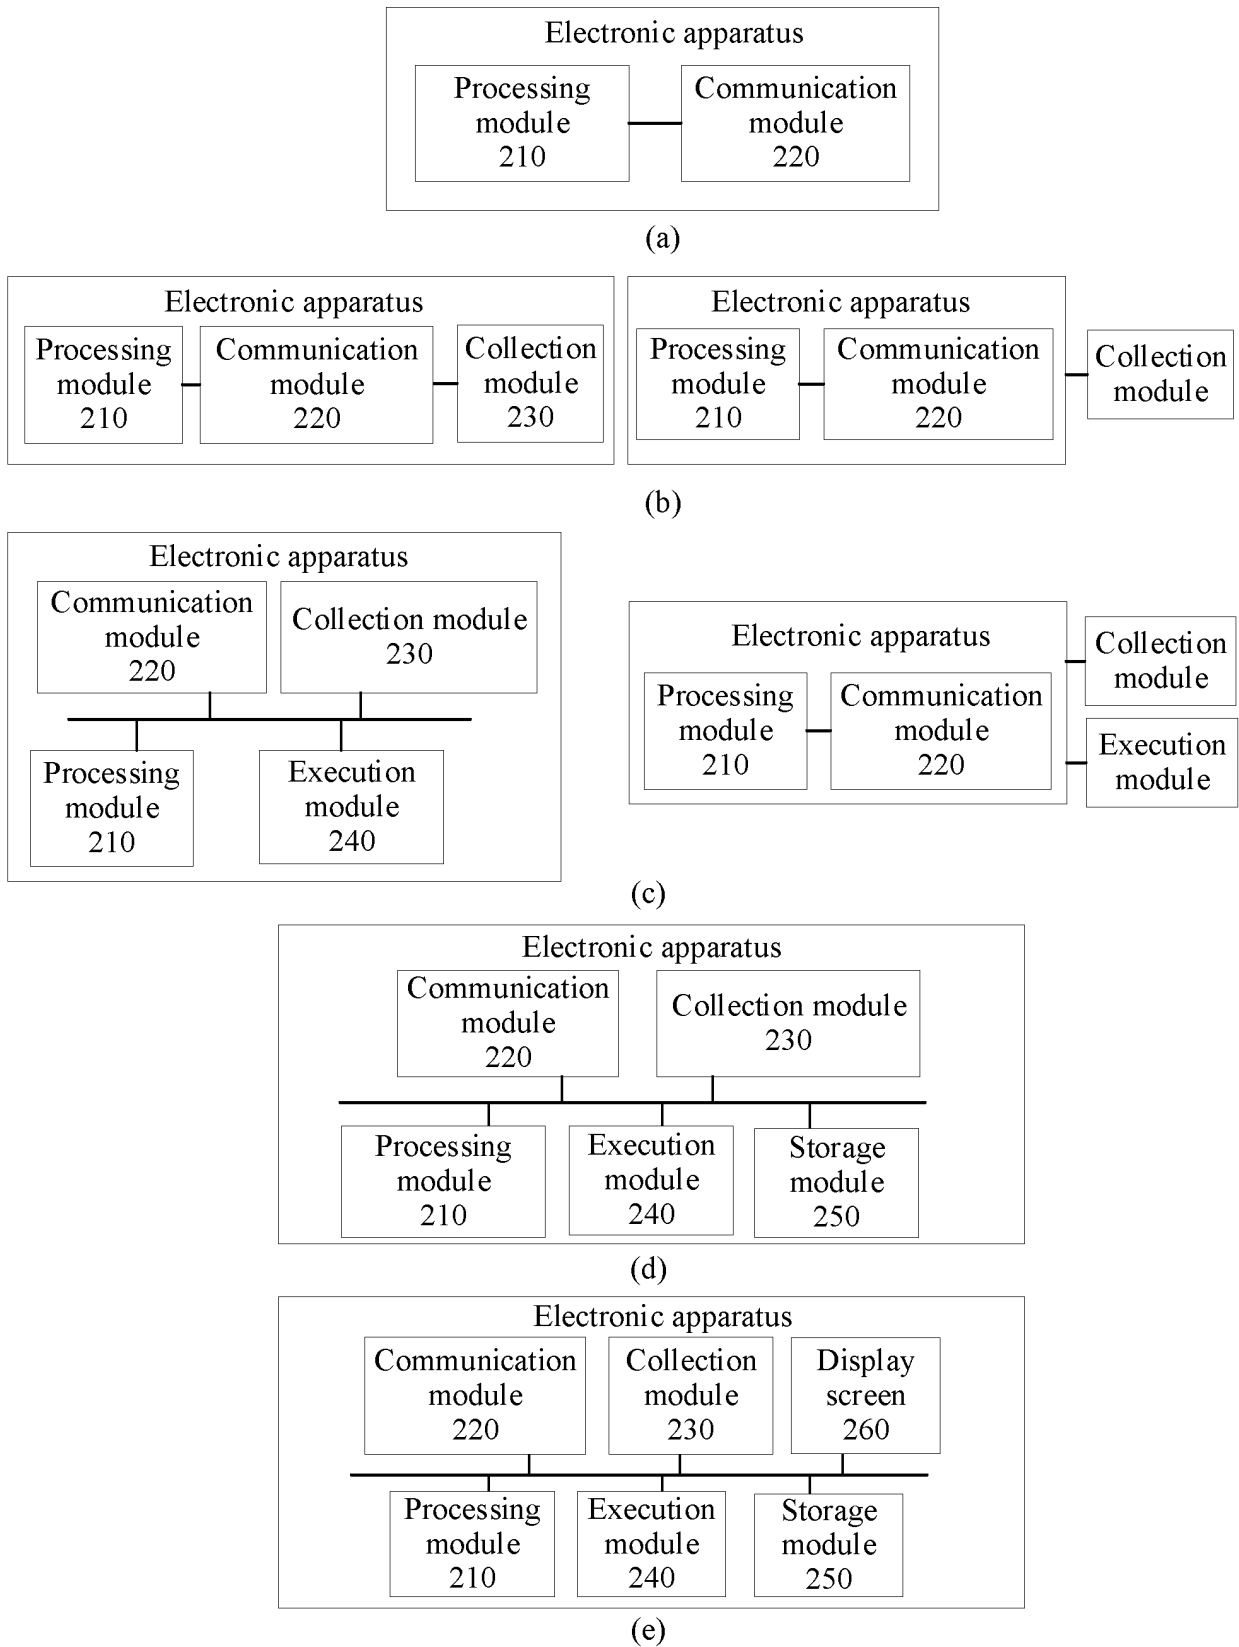 Electronic apparatus
Processing
module
210
Communication
module
220
(a)
Electronic apparatus
Processing
module
210
Communication
module
220
Collection
module
230
Electronic apparatus
Processing
module
210
Communication
module
220
Collection
module
(b)
Electronic apparatus
Communication
module
220
Collection module
230
Processing
module
210
Execution
module
240
Electronic apparatus
Processing
module
210
Communication
module
220
Collection
module
Execution
module
(c)
Electronic apparatus
Communication
module
220
Collection module
230
Processing
module
210
Execution
module
240
Storage
module
250
(d)
Electronic apparatus
Communication
module
220
Collection
module
230
Display
screen
260
Processing
module
210
Execution
module
240
Storage
module
250
(e)